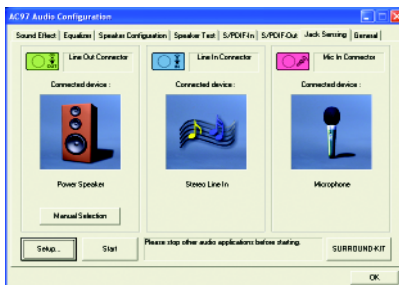 AC97 Audio Configuration
Sound Effect | Equalizer | Speaker Configuration | Speaker Test | S/PDIF-In | S/PDIF-Out | Jack Sensing | General
Line Out Connector
Line In Connector
Mic In Connector
Connected device :
Connected device :
Connected device :
Power Speaker
Stereo Line In
Microphone
Manual Selection
Setup...
Start
Please stop other audio applications before starting.
SURROUND-KIT
OK